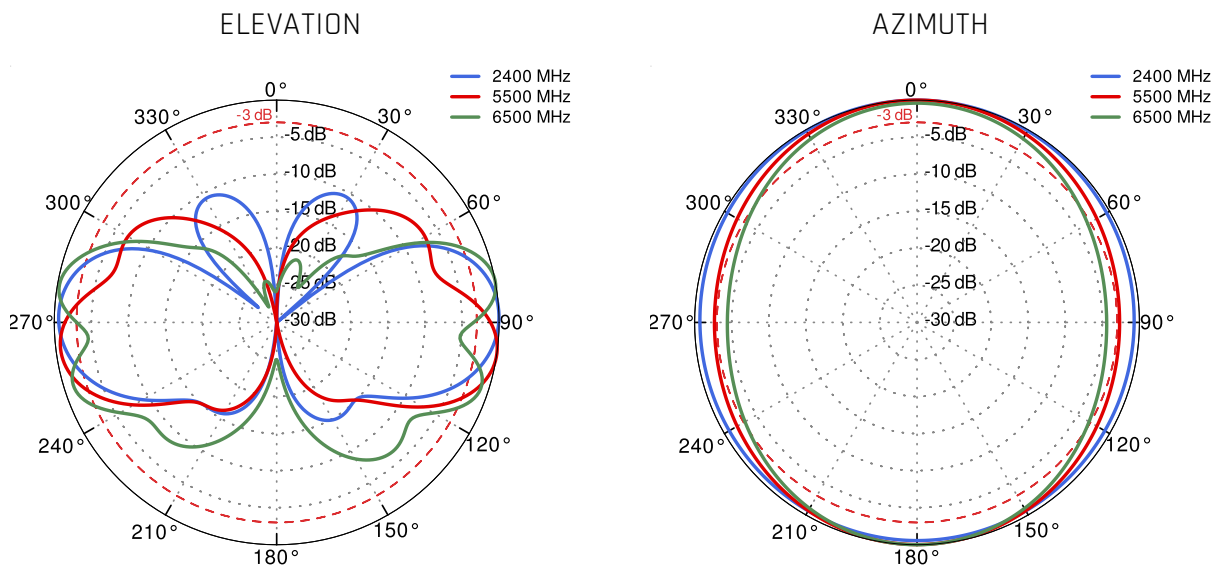 ELEVATION
2400 MHz
5500 MHz
6500 MHz
0°
-3 dB
330°
30°
-5 dB
-10 dB
300°
60°
-15 dB
-20 dB
-25 dB
270°
-30 dB
90°
240°
120°
210°
150°
180°
AZIMUTH
2400 MHz
5500 MHz
6500 MHz
0°
-3 dB
330°
30°
-5 dB
-10 dB
300°
60°
-15 dB
-20 dB
-25 dB
270°
-30 dB
90°
240°
120°
210°
150°
180°